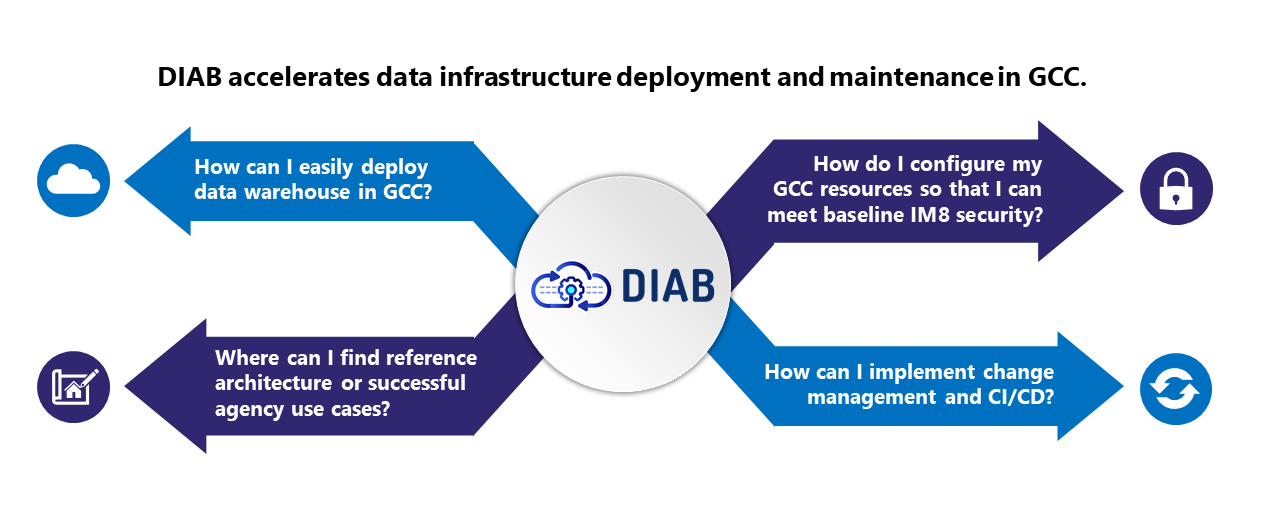 DIAB accelerates data infrastructure deployment and maintenance in GCC.
How can I easily deploy
data warehouse in GCC?
How do I configure my
GCC resources so that I can
meet baseline IM8 security?
DIAB
Where can I find reference
architecture or successful
agency use cases?
How can I implement change
management and CI/CD?